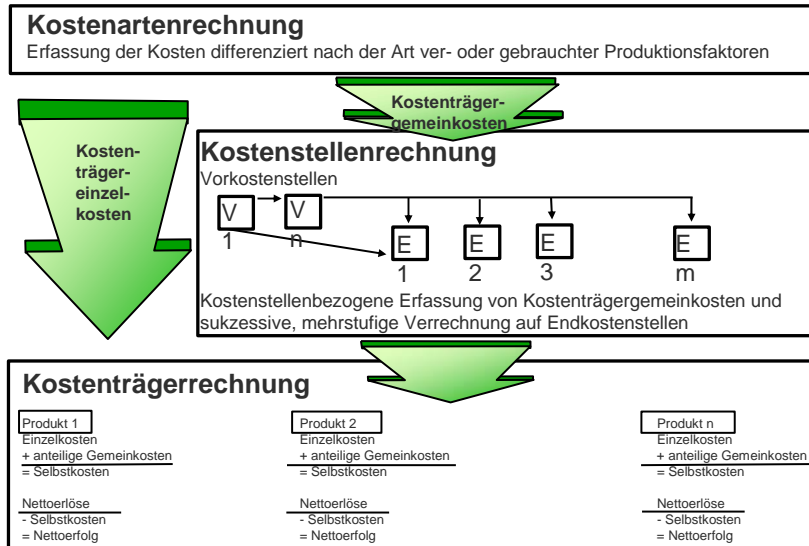 Kostenartenrechnung
Erfassung der Kosten differenziert nach der Art ver- oder gebrauchter Produktionsfaktoren
Kostenträger-
gemeinkosten
Kosten-
träger-
einzel-
kosten
Kostenstellenrechnung
Vorkostenstellen
V V
1 n
E E E E
1 2 3 m
Kostenstellenbezogene Erfassung von Kostenträgergemeinkosten und
sukzessive, mehrstufige Verrechnung auf Endkostenstellen
Kostenträgerrechnung
Produkt 1
Einzelkosten
+ anteilige Gemeinkosten
= Selbstkosten
Nettoerlöse
- Selbstkosten
= Nettoerfolg
Produkt 2
Einzelkosten
+ anteilige Gemeinkosten
= Selbstkosten
Nettoerlöse
- Selbstkosten
= Nettoerfolg
Produkt n
Einzelkosten
+ anteilige Gemeinkosten
= Selbstkosten
Nettoerlöse
- Selbstkosten
= Nettoerfolg